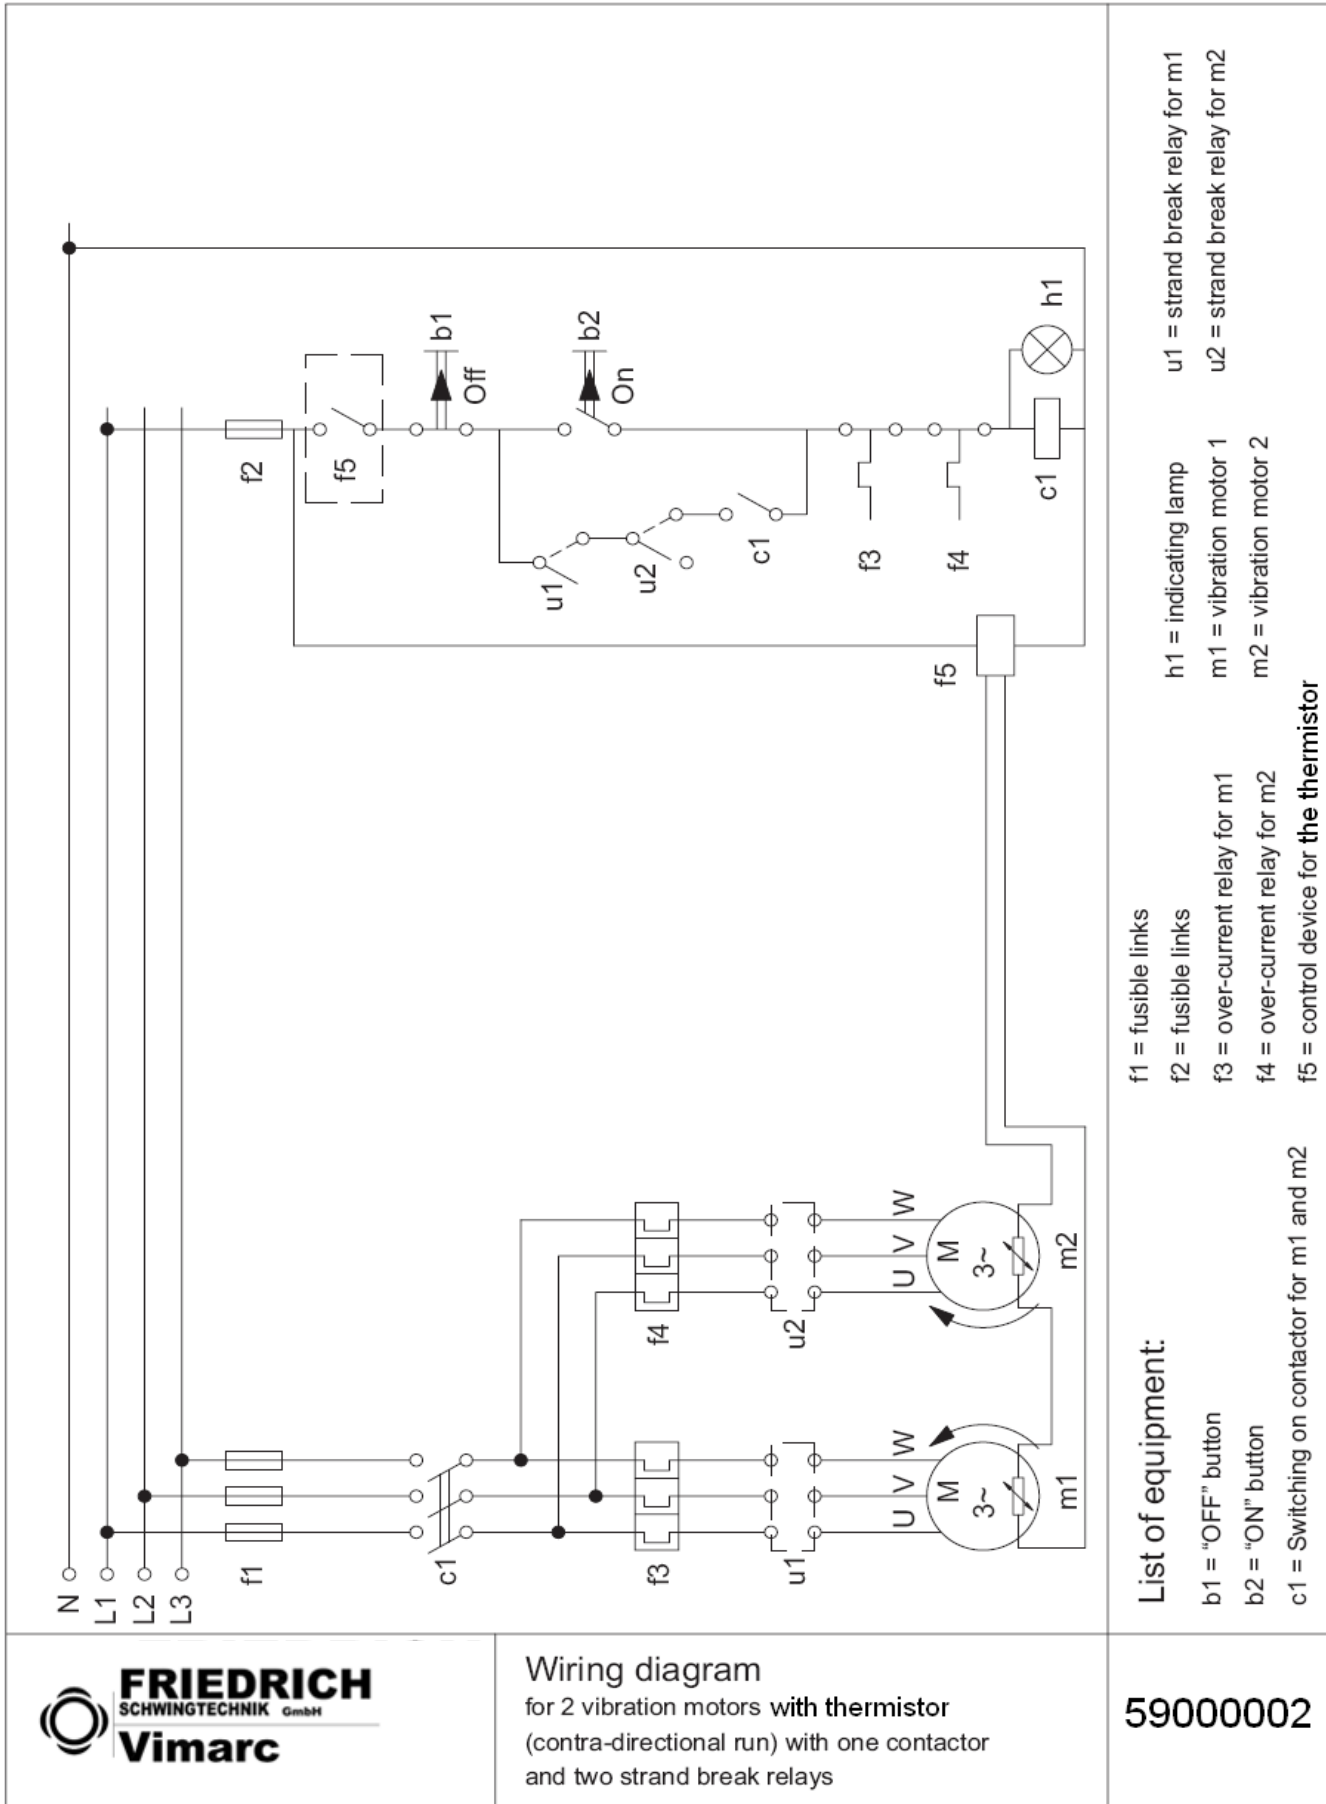 N
L1
L2
L3
f1
c1
f3
u1
U V W
M
3~
m1
f4
u2
U V W
M
3~
m2
f2
f5
b1
Off
b2
On
u1
u2
c1
f3
f4
f5
c1
h1
List of equipment:
b1 = "OFF" button
b2 = "ON" button
c1 = Switching on contactor for m1 and m2
f1 = fusible links
f2 = fusible links
f3 = over-current relay for m1
f4 = over-current relay for m2
f5 = control device for the thermistor
h1 = indicating lamp
m1 = vibration motor 1
m2 = vibration motor 2
u1 = strand break relay for m1
u2 = strand break relay for m2
FRIEDRICH
SCHWINGTECHNIK GmbH
Vimarc
Wiring diagram
for 2 vibration motors with thermistor
(contra-directional run) with one contactor
and two strand break relays
59000002